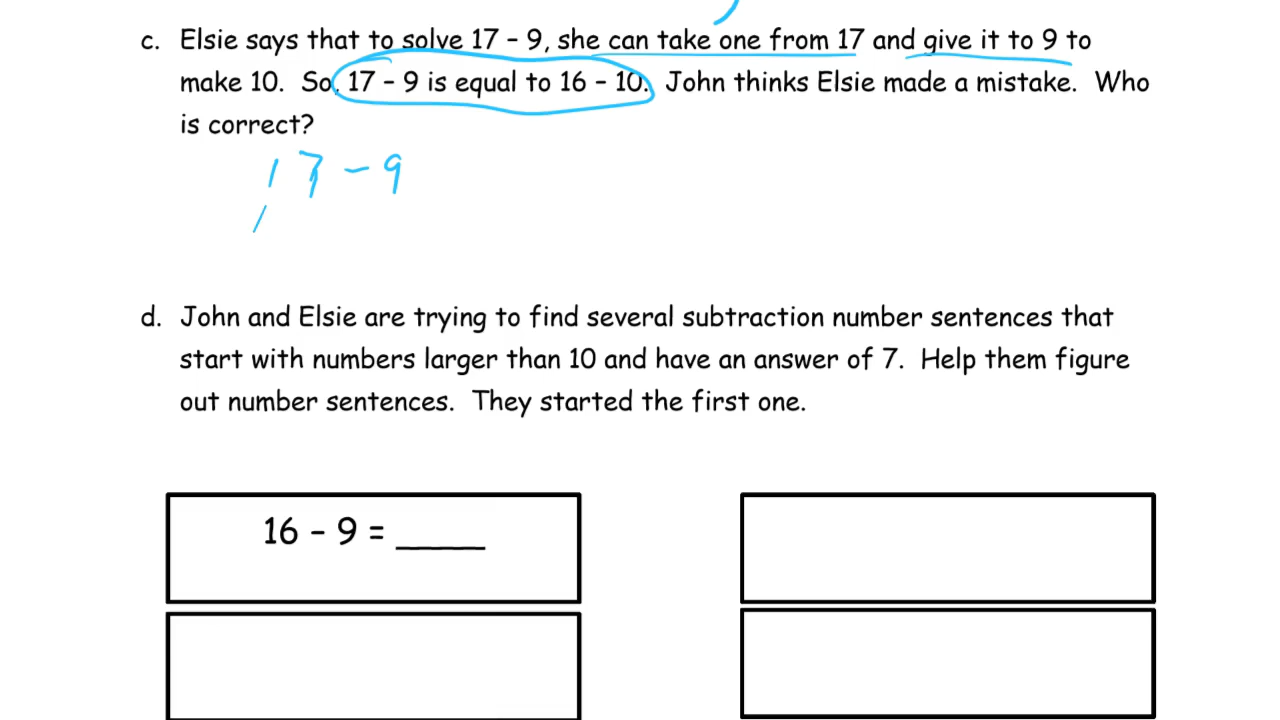 c. Elsie says that to solve 17 – 9, she can take one from 17 and give it to 9 to
make 10. So, 17 – 9 is equal to 16 – 10. John thinks Elsie made a mistake. Who
is correct?
17 – 9
d. John and Elsie are trying to find several subtraction number sentences that
start with numbers larger than 10 and have an answer of 7. Help them figure
out number sentences. They started the first one.
16 – 9 = _____